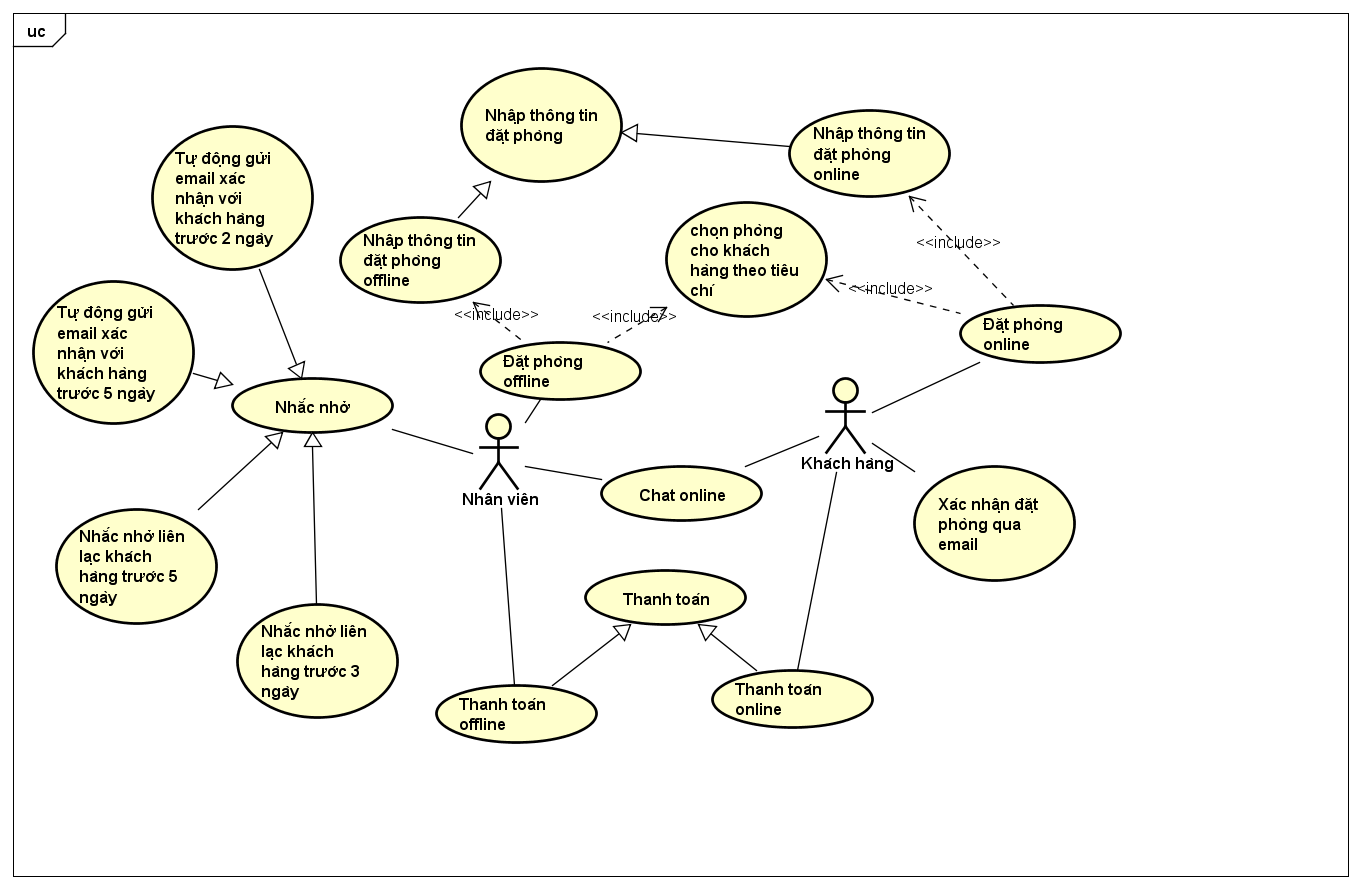 uc
Nhập thông tin
đặt phòng
Nhập thông tin
đặt phòng
online
Tự động gửi
email xác
nhận với
khách hàng
trước 2 ngày
Nhập thông tin
đặt phòng
offline
chọn phòng
cho khách
hàng theo tiêu
chí
<<include>>
<<include>>
<<include>>
<<include>>
Tự động gửi
email xác
nhận với
khách hàng
trước 5 ngày
Đặt phòng
offline
Đặt phòng
online
Nhắc nhở
Nhân viên
Khách hàng
Chat online
Xác nhận đặt
phòng qua
email
Nhắc nhở liên
lạc khách
hàng trước 5
ngày
Thanh toán
Nhắc nhở liên
lạc khách
hàng trước 3
ngày
Thanh toán
offline
Thanh toán
online